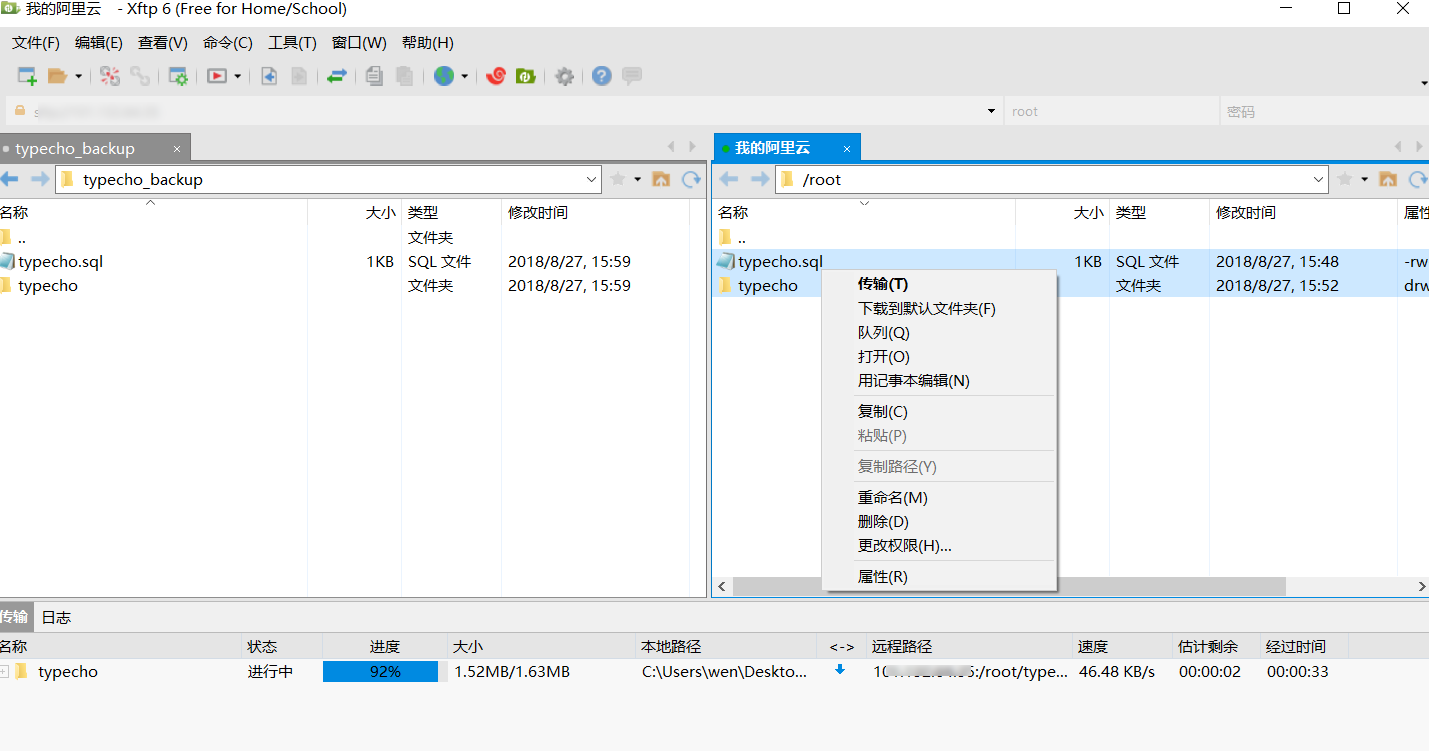 我的阿里云 - Xftp 6 (Free for Home/School)
文件(F) 编辑(E) 查看(V) 命令(C) 工具(T) 窗口(W) 帮助(H)
root 密码
typecho_backup × 我的阿里云 ×
typecho_backup /root
名称 大小 类型 修改时间 名称 大小 类型 修改时间 属性
.. 文件夹 ..
typecho.sql 1KB SQL 文件 2018/8/27, 15:59 typecho.sql 1KB SQL 文件 2018/8/27, 15:48 -rw
typecho 文件夹 2018/8/27, 15:59 typecho 文件夹 2018/8/27, 15:52 drw
传输(T)
下载到默认文件夹(F)
队列(Q)
打开(O)
用记事本编辑(N)
复制(C)
粘贴(P)
复制路径(Y)
重命名(M)
删除(D)
更改权限(H)...
属性(R)
传输 日志
名称 状态 进度 大小 本地路径 <-> 远程路径 速度 估计剩余 经过时间
typecho 进行中 92% 1.52MB/1.63MB C:\Users\wen\Deskto... :/root/type... 46.48 KB/s 00:00:02 00:00:33